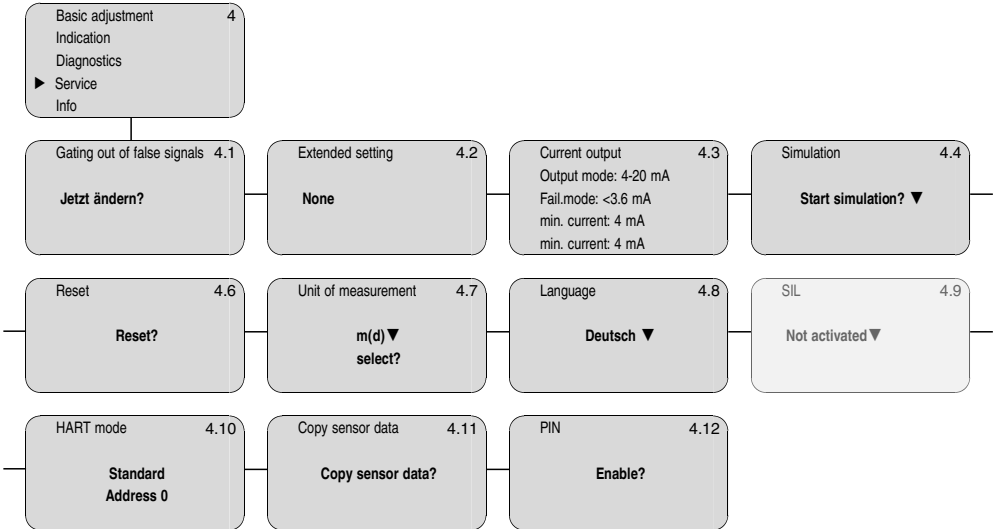 Basic adjustment 4
Indication
Diagnostics
▶ Service
Info
Gating out of false signals 4.1
Jetzt ändern?
Extended setting 4.2
None
Current output 4.3
Output mode: 4-20 mA
Fail.mode: <3.6 mA
min. current: 4 mA
min. current: 4 mA
Simulation 4.4
Start simulation? ▼
Reset 4.6
Reset?
Unit of measurement 4.7
m(d) ▼
select?
Language 4.8
Deutsch ▼
SIL 4.9
Not activated ▼
HART mode 4.10
Standard
Address 0
Copy sensor data 4.11
Copy sensor data?
PIN 4.12
Enable?